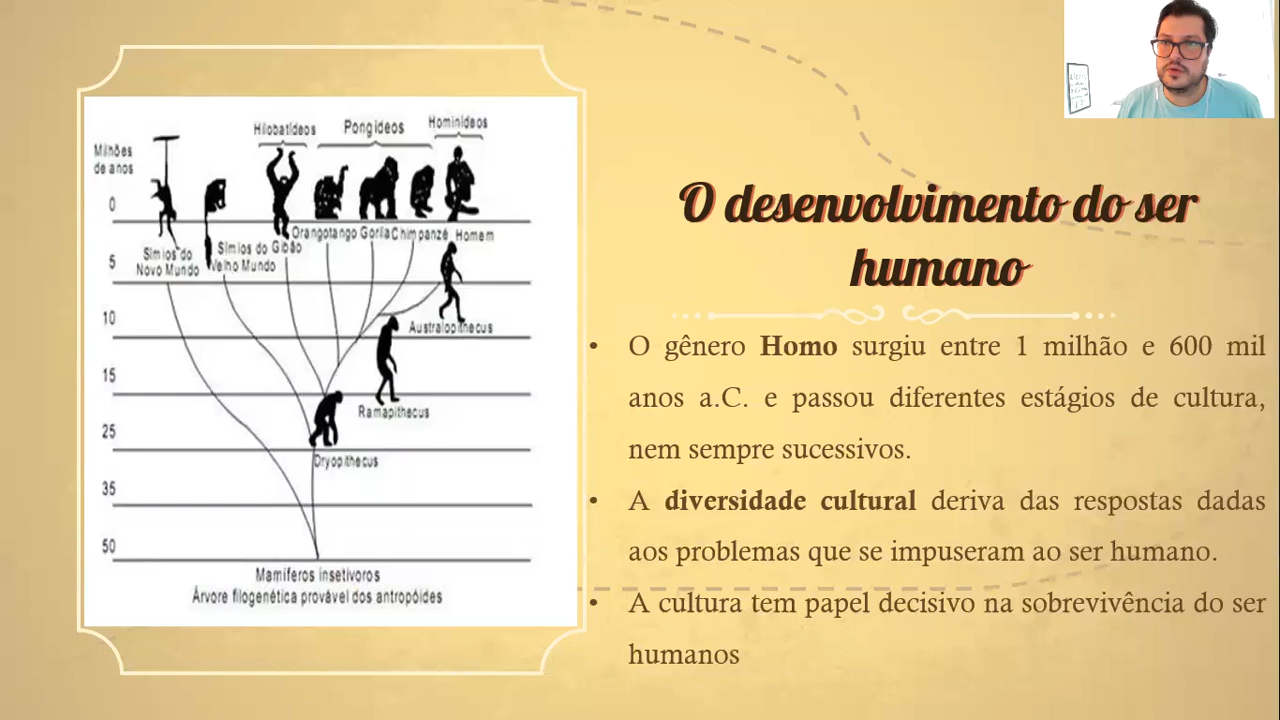 Hilobatídeos
Pongídeos
Hominídeos
Milhões
de anos
0
Símios do
Novo Mundo
Símios do
Velho Mundo
Gibão
Orangotango
Gorila
Chimpanzé
Homem
5
10
Australopithecus
15
Ramapithecus
25
Dryopithecus
35
50
Mamíferos insetívoros
Árvore filogenética provável dos antropóides
O desenvolvimento do ser
humano
• O gênero Homo surgiu entre 1 milhão e 600 mil
anos a.C. e passou diferentes estágios de cultura,
nem sempre sucessivos.
• A diversidade cultural deriva das respostas dadas
aos problemas que se impuseram ao ser humano.
• A cultura tem papel decisivo na sobrevivência do ser
humanos